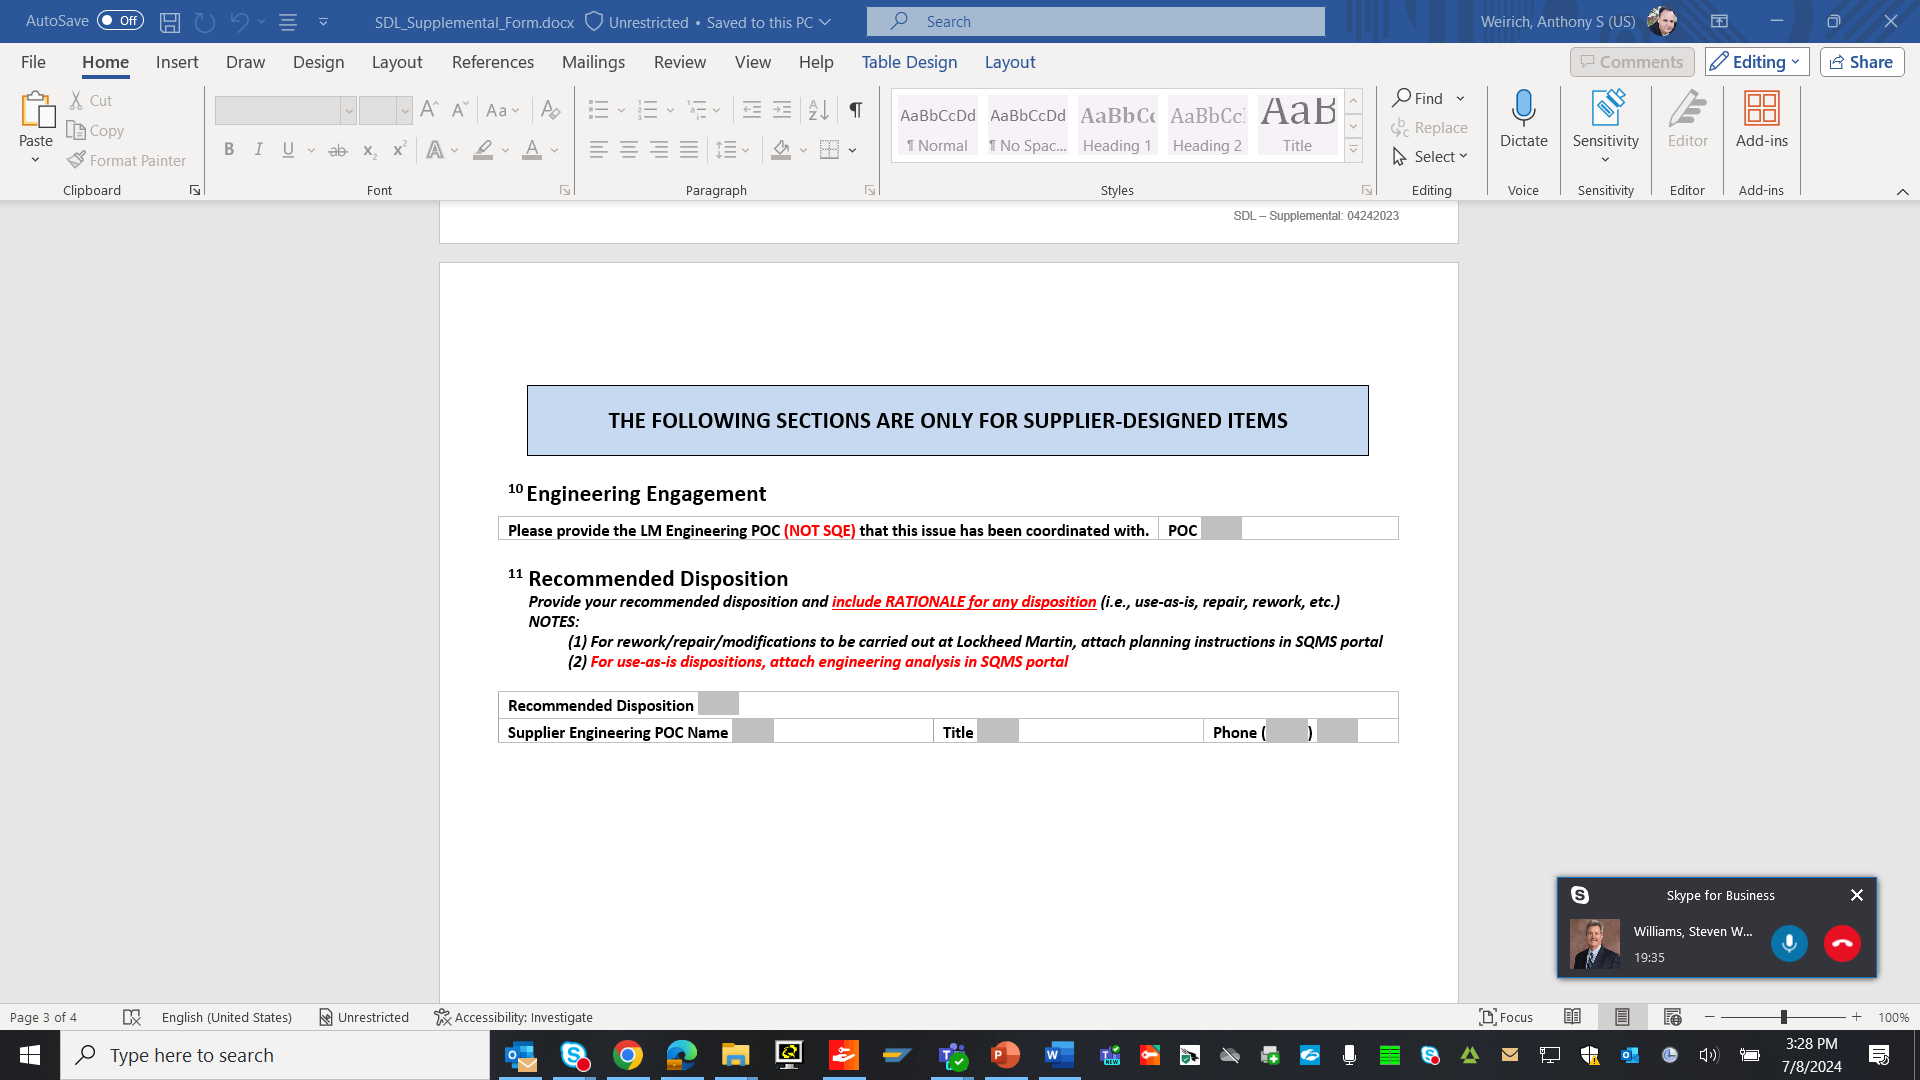 AutoSave Off SDL_Supplemental_Form.docx Unrestricted • Saved to this PC Search Weirich, Anthony S (US)
File Home Insert Draw Design Layout References Mailings Review View Help Table Design Layout Comments Editing Share
Paste Cut Copy Format Painter
Clipboard
Aa
B I U ab x₂ x² A A
Font
Paragraph
AaBbCcDd AaBbCcDd AaBbCc AaBbCc AaB
¶ Normal ¶ No Spac... Heading 1 Heading 2 Title
Styles
Find
Replace
Select
Editing
Dictate
Voice
Sensitivity
Sensitivity
Editor
Editor
Add-ins
Add-ins
SDL – Supplemental: 04242023
THE FOLLOWING SECTIONS ARE ONLY FOR SUPPLIER-DESIGNED ITEMS
10 Engineering Engagement
Please provide the LM Engineering POC (NOT SQE) that this issue has been coordinated with. POC
11 Recommended Disposition
Provide your recommended disposition and include RATIONALE for any disposition (i.e., use-as-is, repair, rework, etc.)
NOTES:
(1) For rework/repair/modifications to be carried out at Lockheed Martin, attach planning instructions in SQMS portal
(2) For use-as-is dispositions, attach engineering analysis in SQMS portal
Recommended Disposition
Supplier Engineering POC Name Title Phone ( )
Skype for Business
Williams, Steven W...
19:35
Page 3 of 4 English (United States) Unrestricted Accessibility: Investigate Focus 100%
Type here to search
3:28 PM
7/8/2024